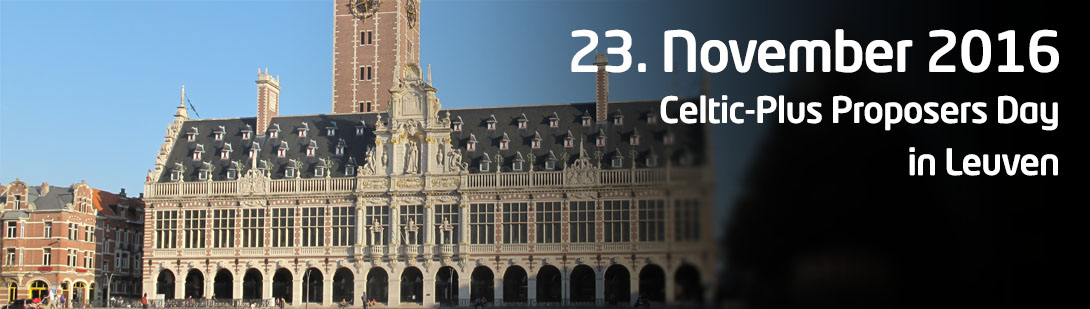 23. November 2016
Celtic-Plus Proposers Day
in Leuven